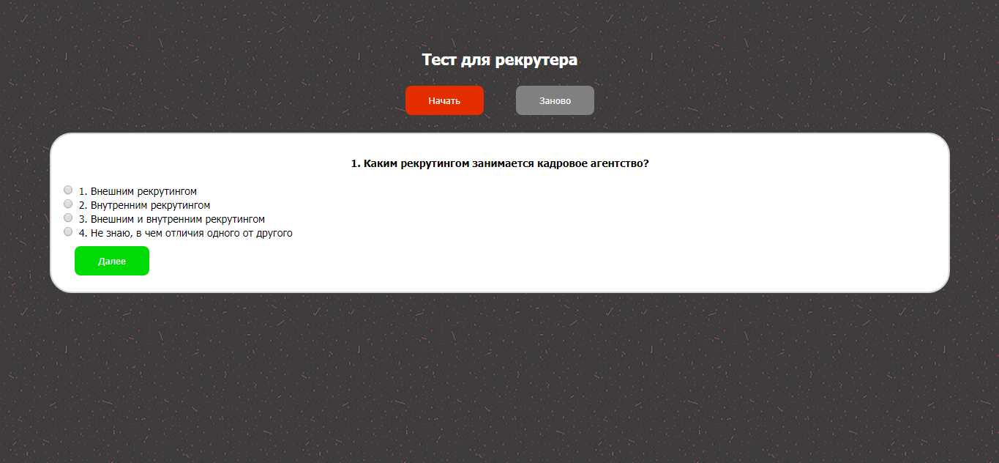 Тест для рекрутера
Начать
Заново
1. Каким рекрутингом занимается кадровое агентство?
1. Внешним рекрутингом
2. Внутренним рекрутингом
3. Внешним и внутренним рекрутингом
4. Не знаю, в чем отличия одного от другого
Далее